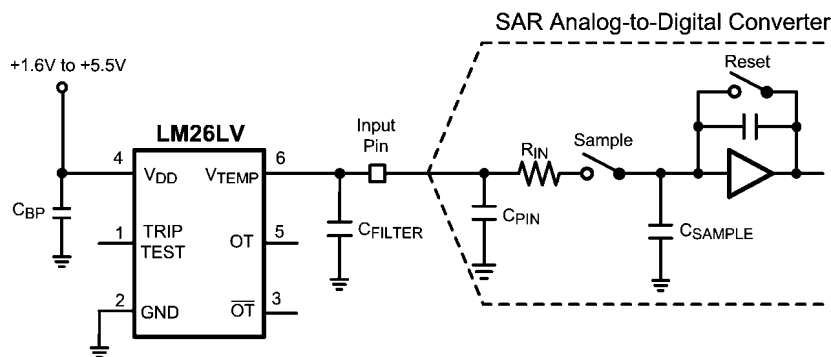 SAR Analog-to-Digital Converter
+1.6V to +5.5V
Reset
LM26LV
Input
Pin
RIN
Sample
4
VDD
VTEMP
6
CBP
1
TRIP
TEST
OT
5
CFILTER
CPIN
CSAMPLE
2
GND
OT
3